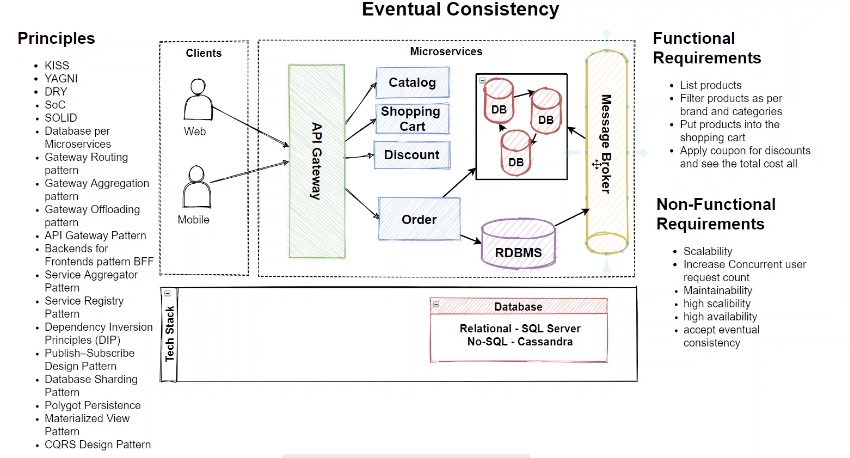 Eventual Consistency
Principles
KISS
YAGNI
DRY
SoC
SOLID
Database per
Microservices
Gateway Routing
pattern
Gateway Aggregation
pattern
Gateway Offloading
pattern
API Gateway Pattern
Backends for
Frontends pattern BFF
Service Aggregator
Pattern
Service Registry
Pattern
Dependency Inversion
Principles (DIP)
Publish–Subscribe
Design Pattern
Database Sharding
Pattern
Polygot Persistence
Materialized View
Pattern
CQRS Design Pattern
Clients
Web
Mobile
Microservices
API Gateway
Catalog
Shopping
Cart
Discount
Order
DB
DB
DB
RDBMS
Message Broker
Tech Stack
Database
Relational - SQL Server
No-SQL - Cassandra
Functional
Requirements
List products
Filter products as per
brand and categories
Put products into the
shopping cart
Apply coupon for discounts
and see the total cost all
Non-Functional
Requirements
Scalability
Increase Concurrent user
request count
Maintainability
high scalibility
high availability
accept eventual
consistency